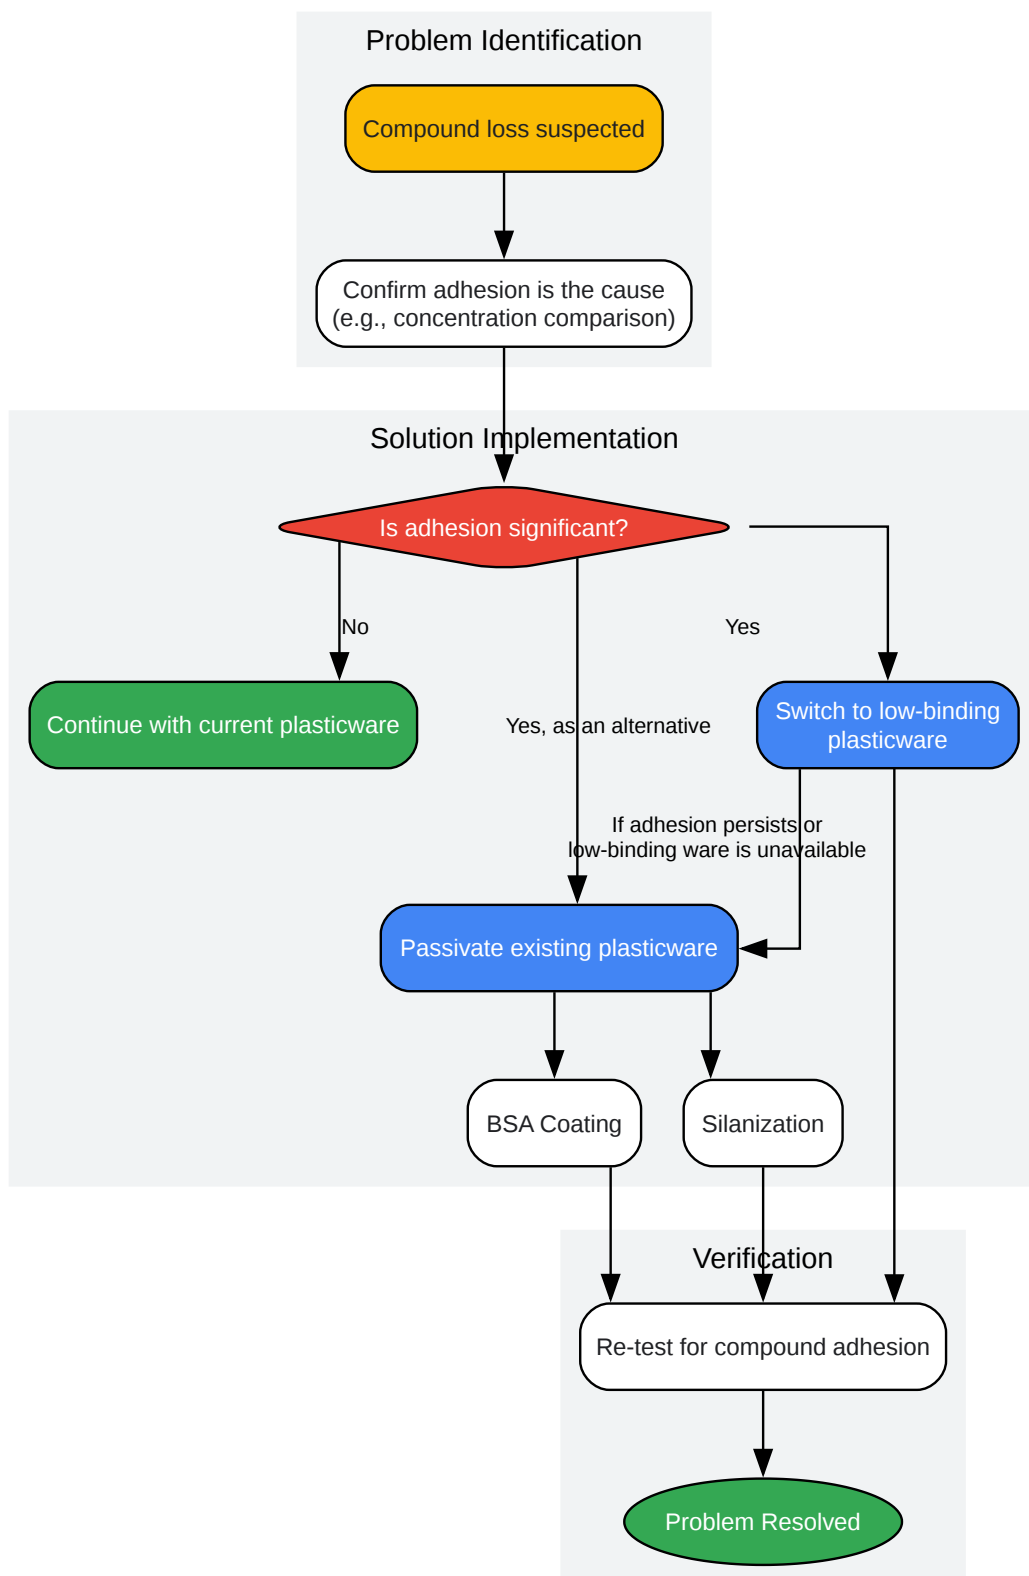 Problem Identification
Compound loss suspected
Confirm adhesion is the cause
(e.g., concentration comparison)
Solution Implementation
Is adhesion significant?
No
Yes
Continue with current plasticware
Yes, as an alternative
Switch to low-binding
plasticware
If adhesion persists or
low-binding ware is unavailable
Passivate existing plasticware
BSA Coating
Silanization
Verification
Re-test for compound adhesion
Problem Resolved